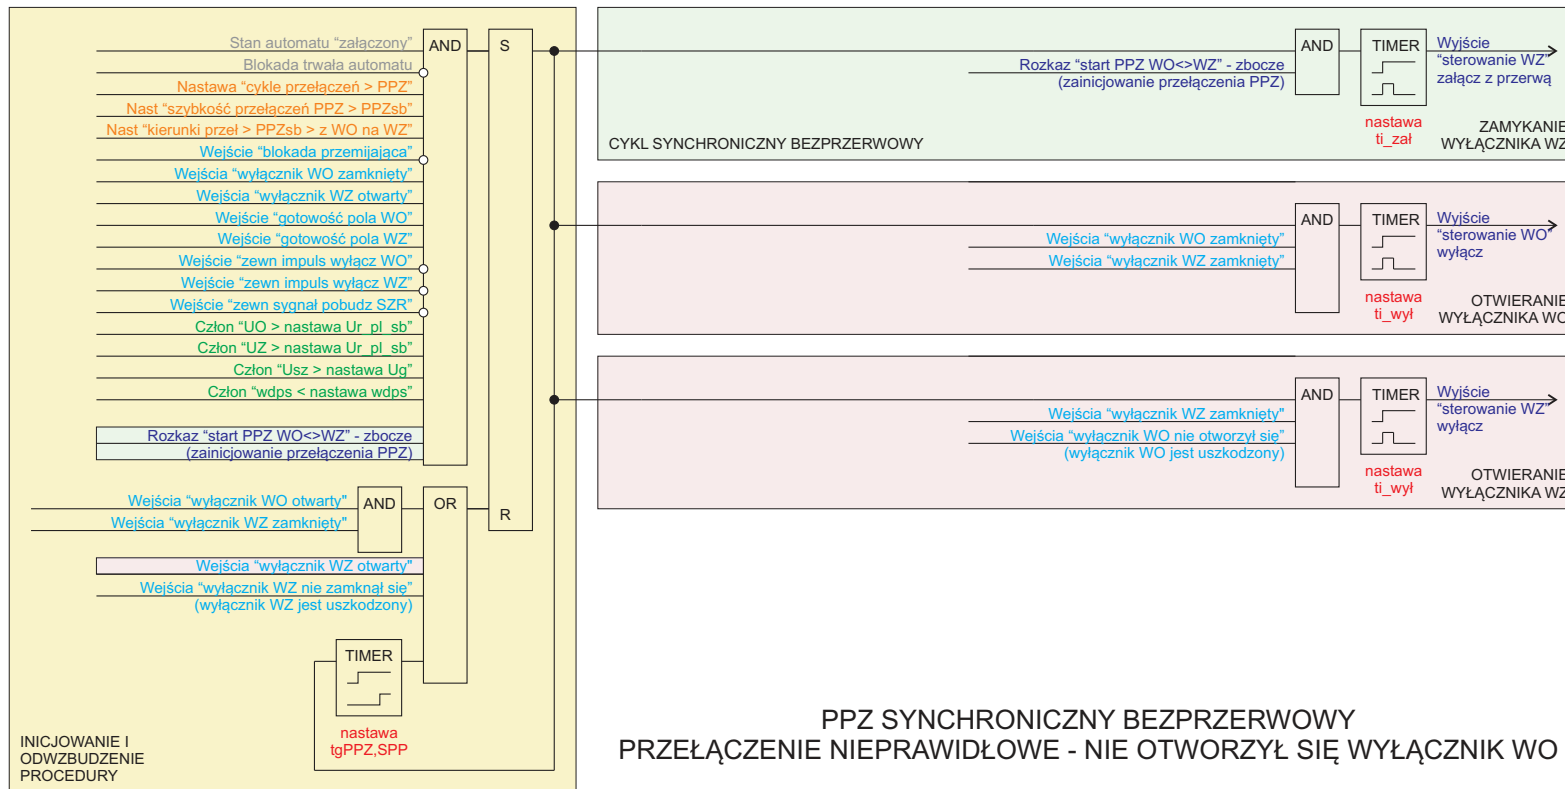 Stan automatu “załączony”
Blokada trwała automatu
Nastawa “cykle przełączeń > PPZ”
Nast “szybkość przełączeń PPZ > PPZsb”
Nast “kierunki przeł > PPZsb > z WO na WZ”
Wejście “blokada przemijająca”
Wejścia “wyłącznik WO zamknięty”
Wejścia “wyłącznik WZ otwarty”
Wejście “gotowość pola WO”
Wejście “gotowość pola WZ”
Wejście “zewn impuls wyłącz WO”
Wejście “zewn impuls wyłącz WZ”
Wejście “zewn sygnał pobudz SZR”
Człon “UO > nastawa Ur_pl_sb”
Człon “UZ > nastawa Ur_pl_sb”
Człon “Usz > nastawa Ug”
Człon “wdps < nastawa wdps”
Rozkaz “start PPZ WO<>WZ” - zbocze
(zainicjowanie przełączenia PPZ)
AND
S
R
Wejścia “wyłącznik WO otwarty"
Wejścia “wyłącznik WZ zamknięty"
AND
OR
Wejścia “wyłącznik WZ otwarty"
Wejścia “wyłącznik WZ nie zamknął się”
(wyłącznik WZ jest uszkodzony)
TIMER
nastawa
tgPPZ,SPP
INICJOWANIE I
ODWZBUDZENIE
PROCEDURY
Rozkaz “start PPZ WO<>WZ” - zbocze
(zainicjowanie przełączenia PPZ)
AND
TIMER
nastawa
ti_zał
Wyjście
“sterowanie WZ”
załącz z przerwą
CYKL SYNCHRONICZNY BEZPRZERWOWY
ZAMYKANIE
WYŁĄCZNIKA WZ
Wejścia “wyłącznik WO zamknięty"
Wejścia “wyłącznik WZ zamknięty”
AND
TIMER
nastawa
ti_wył
Wyjście
“sterowanie WO”
wyłącz
OTWIERANIE
WYŁĄCZNIKA WO
Wejścia “wyłącznik WZ zamknięty"
Wejścia “wyłącznik WO nie otworzył się”
(wyłącznik WO jest uszkodzony)
AND
TIMER
nastawa
ti_wył
Wyjście
“sterowanie WZ”
wyłącz
OTWIERANIE
WYŁĄCZNIKA WZ
PPZ SYNCHRONICZNY BEZPRZERWOWY
PRZEŁĄCZENIE NIEPRAWIDŁOWE - NIE OTWORZYŁ SIĘ WYŁĄCZNIK WO